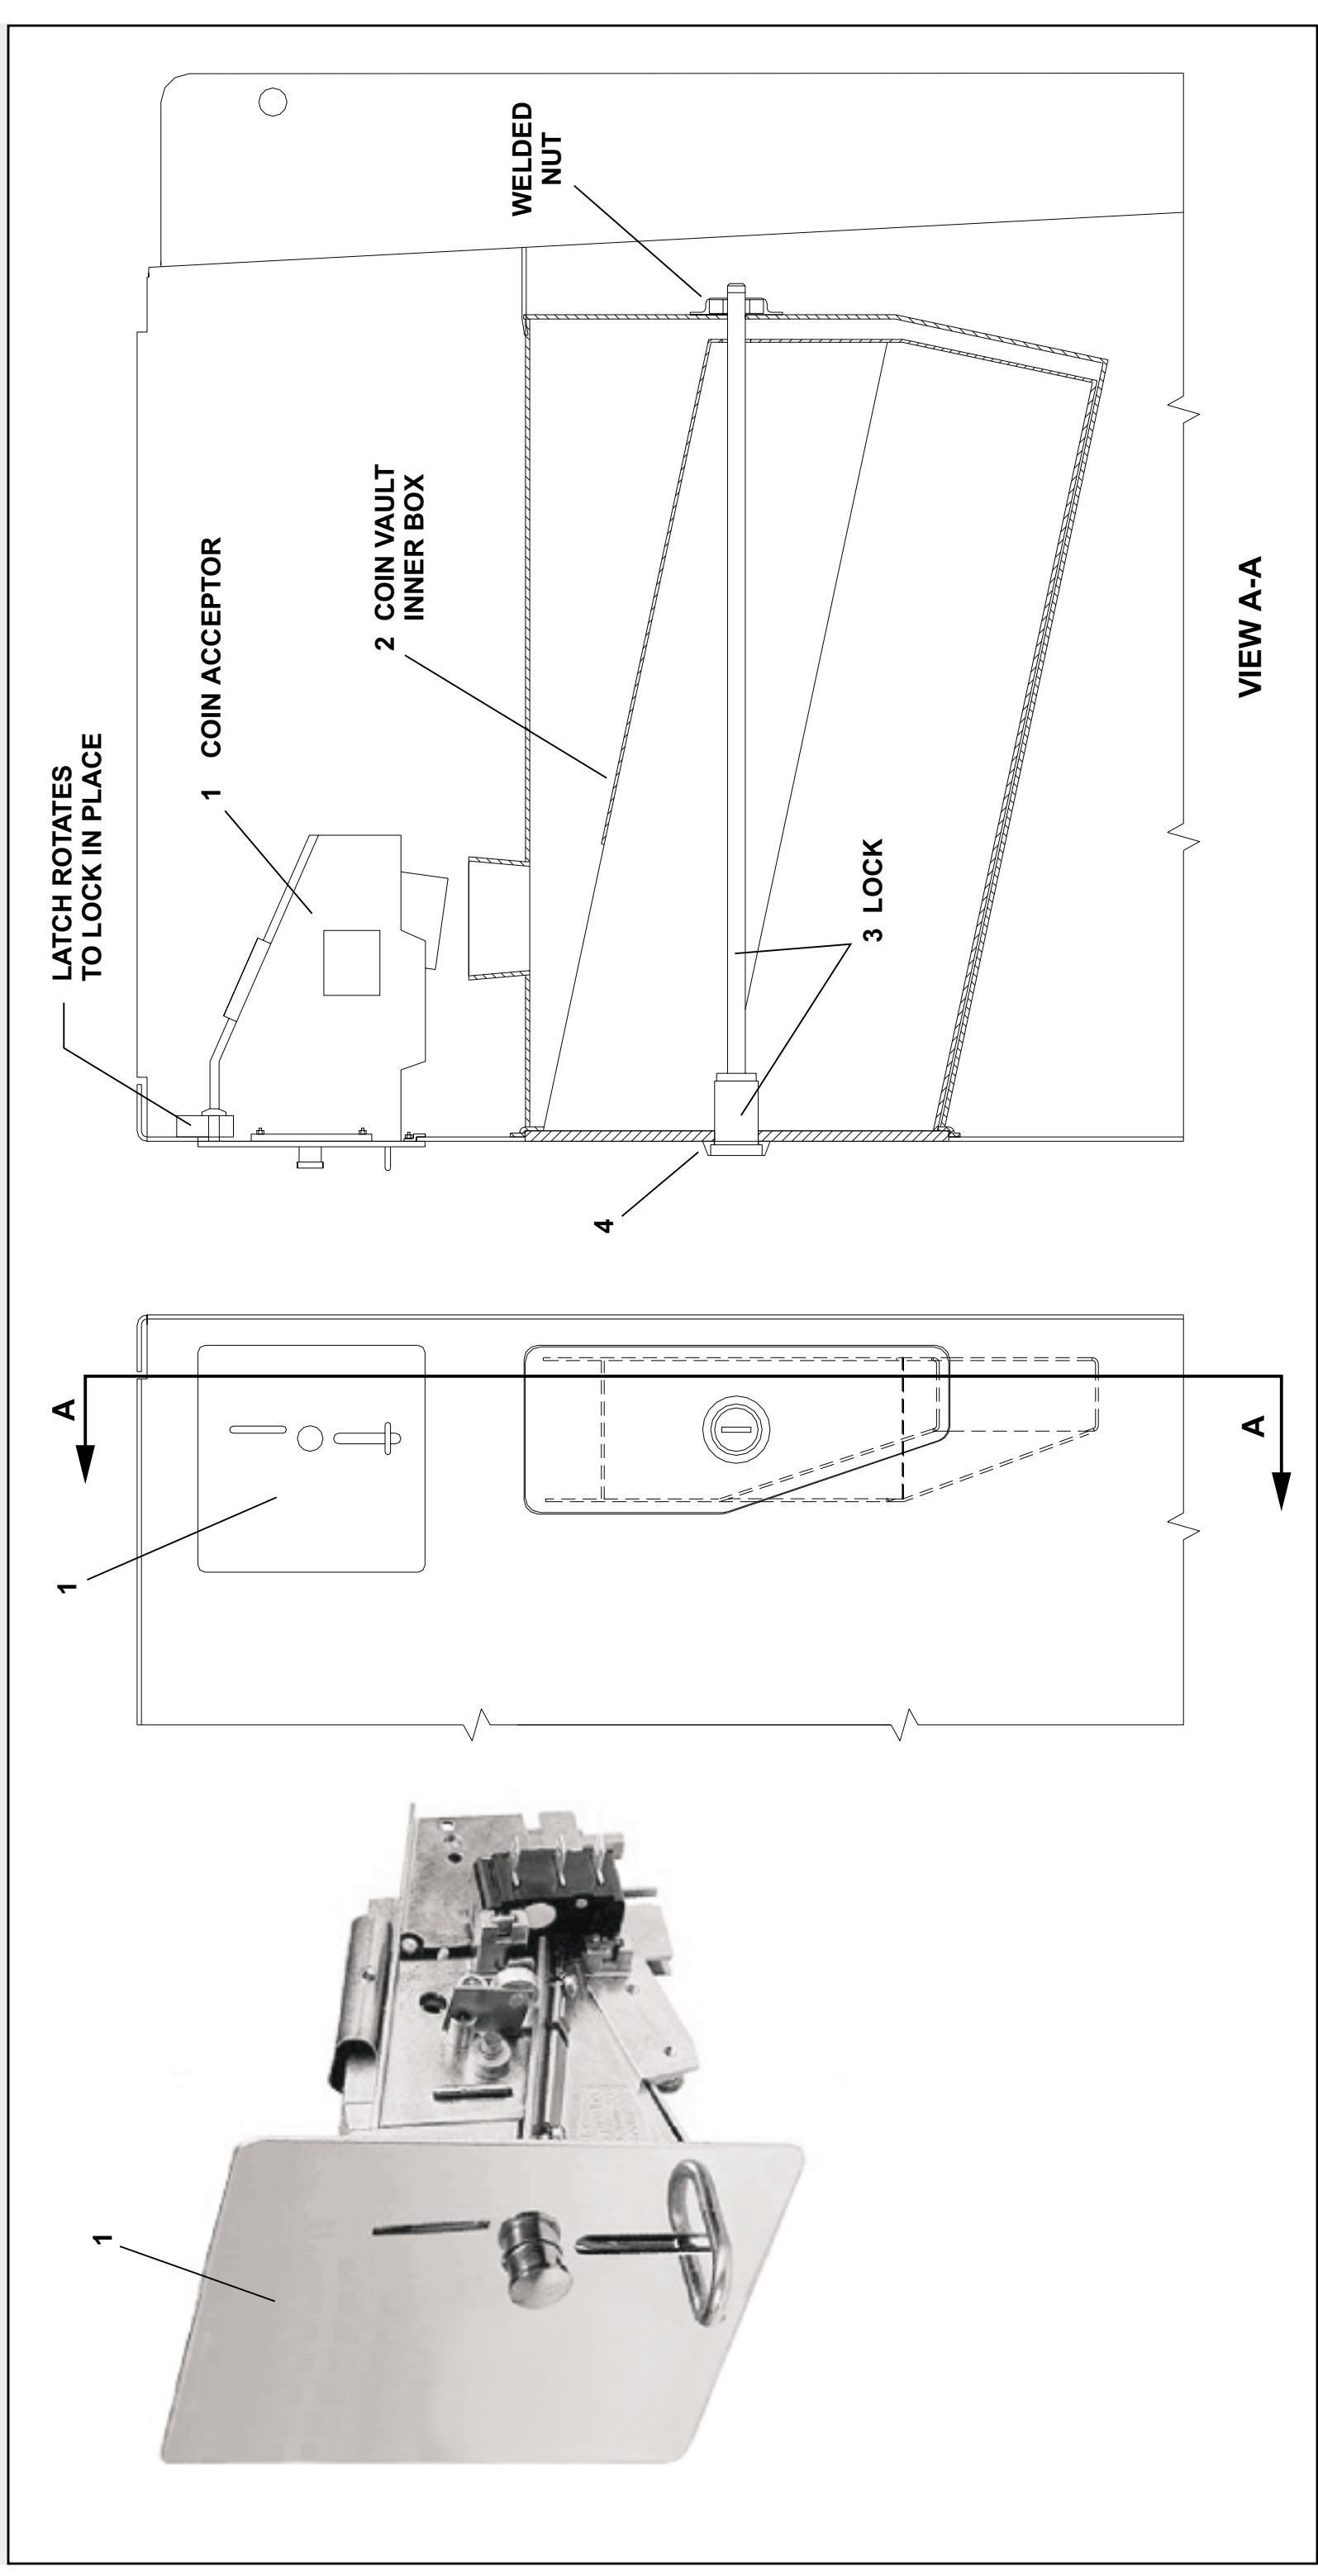 LATCH ROTATES
TO LOCK IN PLACE
1 COIN ACCEPTOR
2 COIN VAULT
INNER BOX
WELDED
NUT
3 LOCK
4
VIEW A-A
A
A
1
1